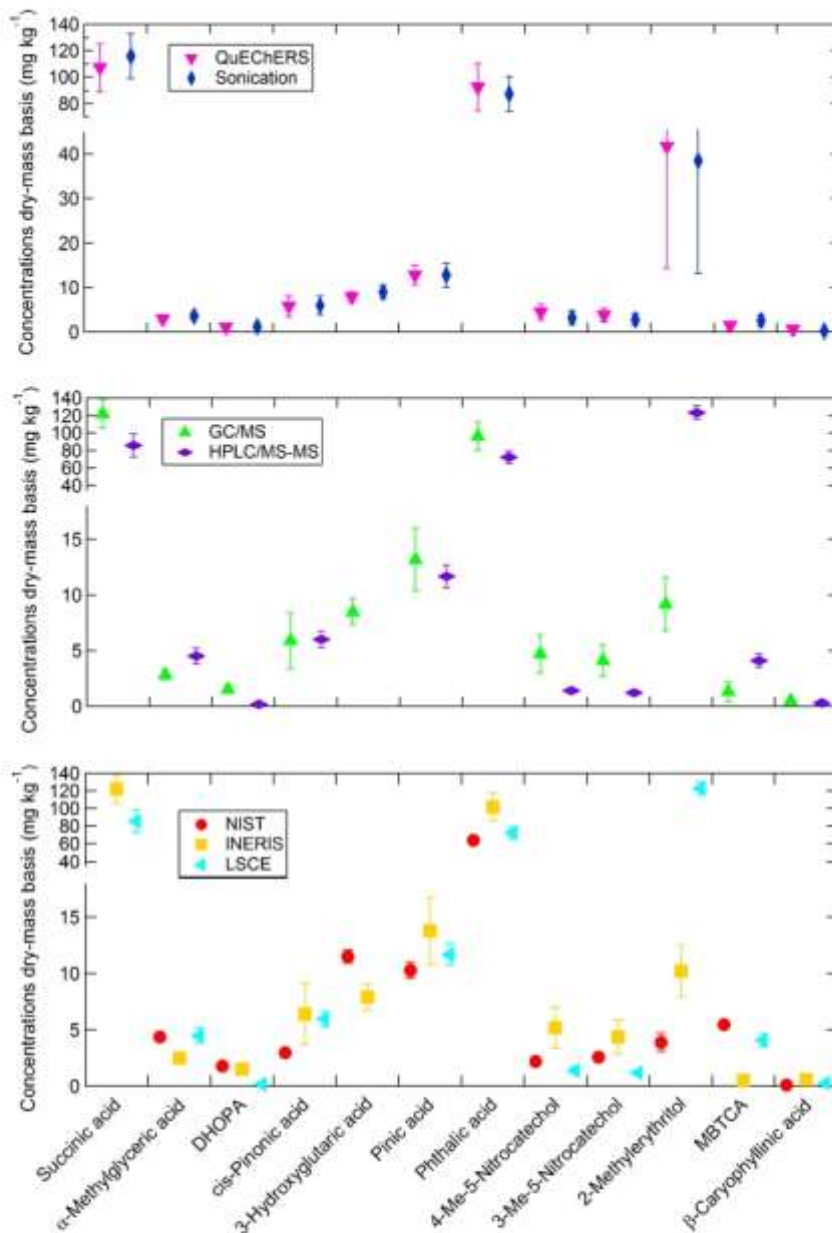 Concentrations dry-mass basis (mg kg⁻¹)
140
120
100
80
40
30
20
10
0
QuEChERS
Sonication
Concentrations dry-mass basis (mg kg⁻¹)
140
120
100
80
60
40
15
10
5
0
GC/MS
HPLC/MS-MS
Concentrations dry-mass basis (mg kg⁻¹)
140
120
100
80
60
40
15
10
5
0
NIST
INERIS
LSCE
Succinic acid
α-Methylglyceric acid
DHOPA
cis-Pinonic acid
3-Hydroxyglutaric acid
Pinic acid
Phthalic acid
4-Me-5-Nitrocatechol
3-Me-5-Nitrocatechol
2-Methylerythritol
MBTCA
β-Caryophyllinic acid